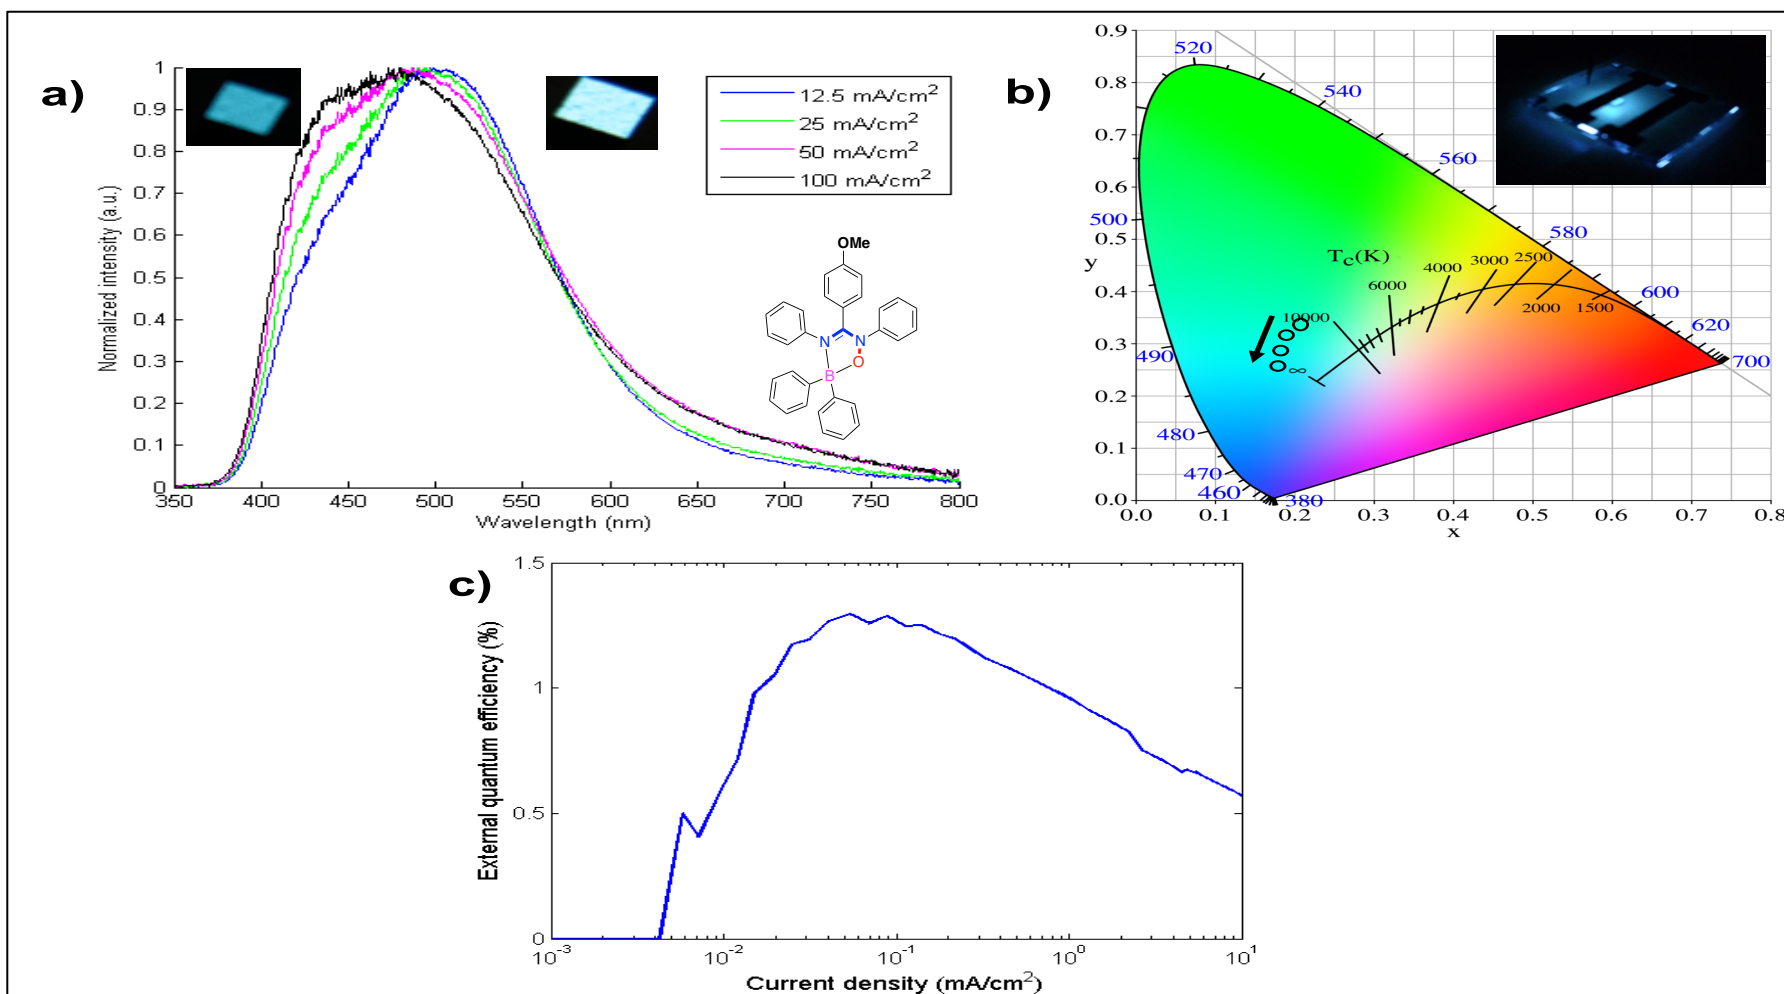 a)
1
0.9
0.8
0.7
0.6
0.5
0.4
0.3
0.2
0.1
0
Normalized intensity (a.u.)
350 400 450 500 550 600 650 700 750 800
Wavelength (nm)
12.5 mA/cm²
25 mA/cm²
50 mA/cm²
100 mA/cm²
OMe
N N
B O
b)
0.9
0.8
0.7
0.6
0.5
y
0.4
0.3
0.2
0.1
0.0
0.0 0.1 0.2 0.3 0.4 0.5 0.6 0.7 0.8
x
520
540
560
580
600
620
700
500
490
480
470
460
380
Tc(K)
∞
10000
6000
4000
3000
2500
2000
1500
c)
1.5
1
0.5
0
External quantum efficiency (%)
10⁻³ 10⁻² 10⁻¹ 10⁰ 10¹
Current density (mA/cm²)